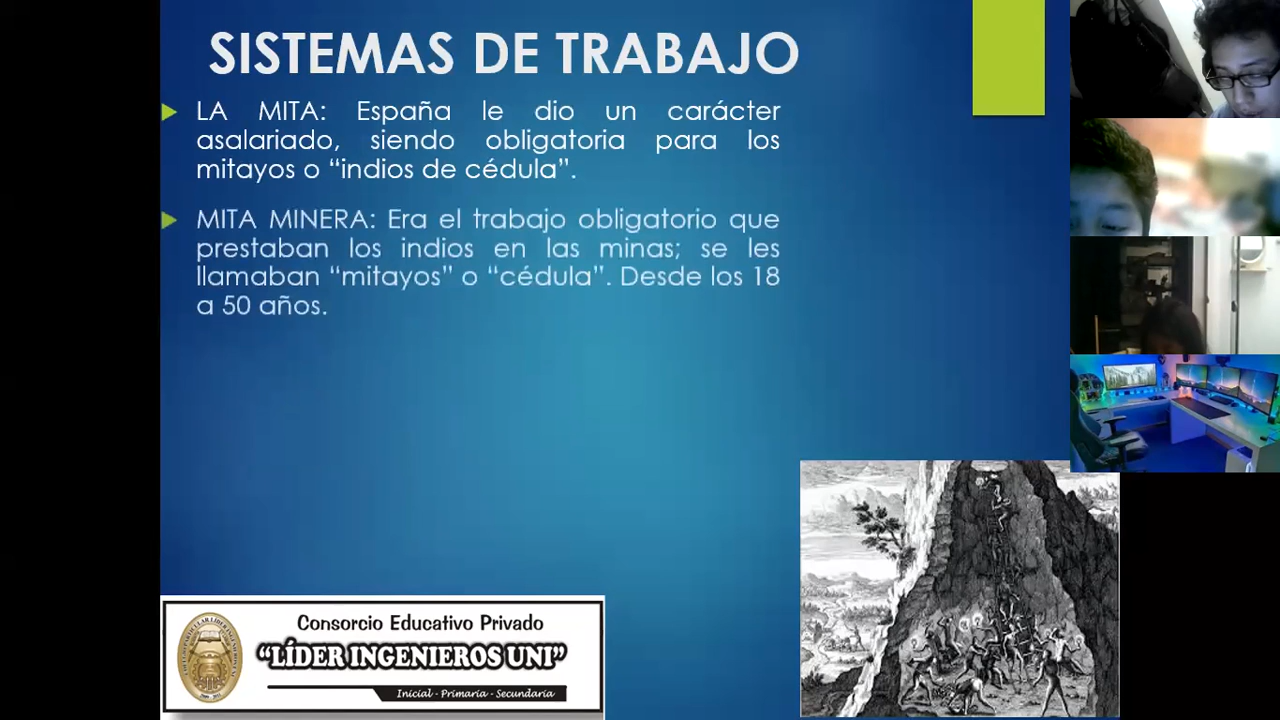 SISTEMAS DE TRABAJO
LA MITA: España le dio un carácter
asalariado, siendo obligatoria para los
mitayos o “indios de cédula”.
MITA MINERA: Era el trabajo obligatorio que
prestaban los indios en las minas; se les
llamaban “mitayos” o “cédula”. Desde los 18
a 50 años.
Consorcio Educativo Privado
“LÍDER INGENIEROS UNI”
Inicial - Primaria - Secundaria